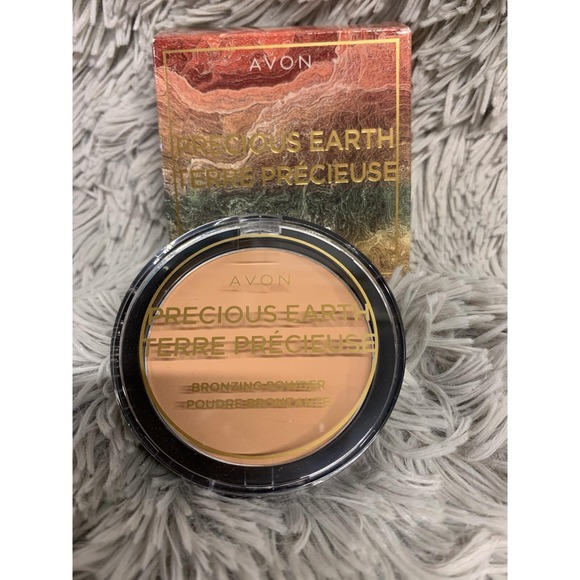 AVON
PRECIOUS EARTH
TERRE PRÉCIEUSE
AVON
PRECIOUS EARTH
TERRE PRÉCIEUSE
BRONZING POWDER
POUDRE BRONZANTE